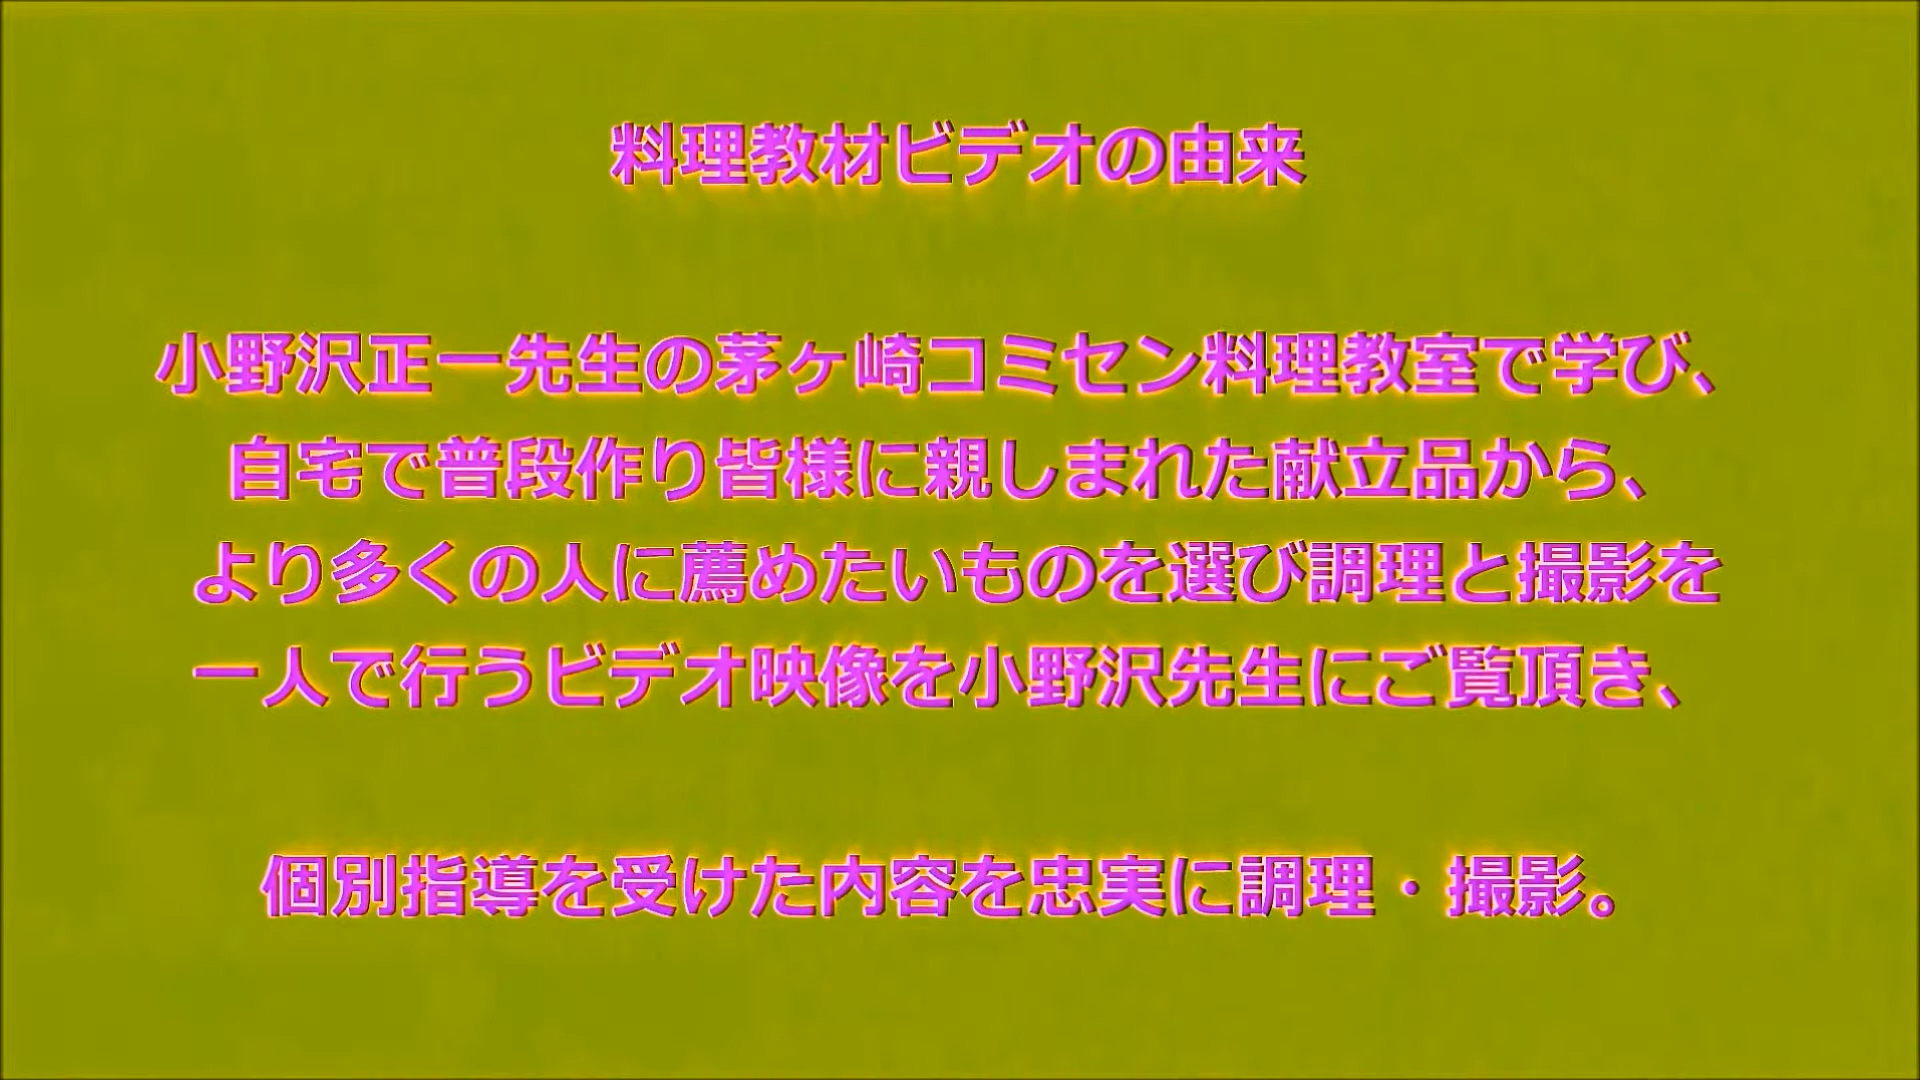 料理教材ビデオの由来
小野沢正一先生の茅ヶ崎コミセン料理教室で学び、
自宅で普段作り皆様に親しまれた献立品から、
より多くの人に薦めたいものを選び調理と撮影を
一人で行うビデオ映像を小野沢先生にご覧頂き、
個別指導を受けた内容を忠実に調理・撮影。